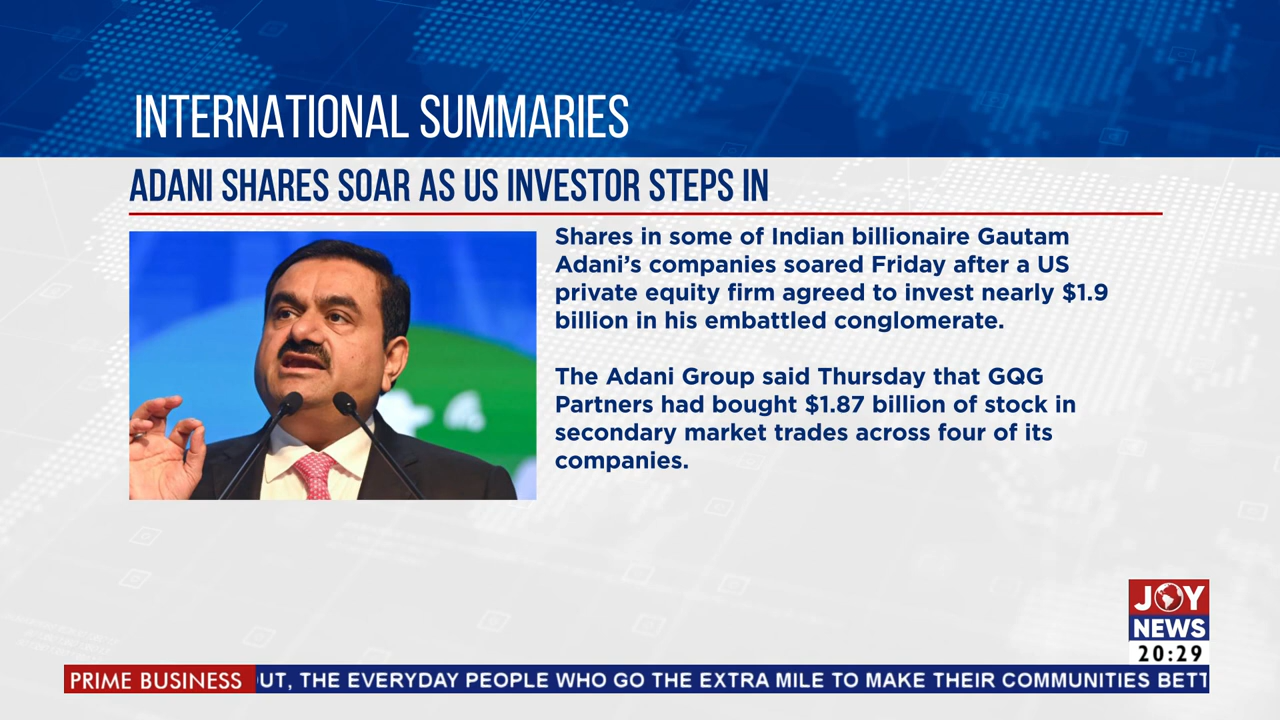 INTERNATIONAL SUMMARIES
ADANI SHARES SOAR AS US INVESTOR STEPS IN
Shares in some of Indian billionaire Gautam
Adani’s companies soared Friday after a US
private equity firm agreed to invest nearly $1.9
billion in his embattled conglomerate.
The Adani Group said Thursday that GQG
Partners had bought $1.87 billion of stock in
secondary market trades across four of its
companies.
JOY
NEWS
20:29
PRIME BUSINESS UT, THE EVERYDAY PEOPLE WHO GO THE EXTRA MILE TO MAKE THEIR COMMUNITIES BETT